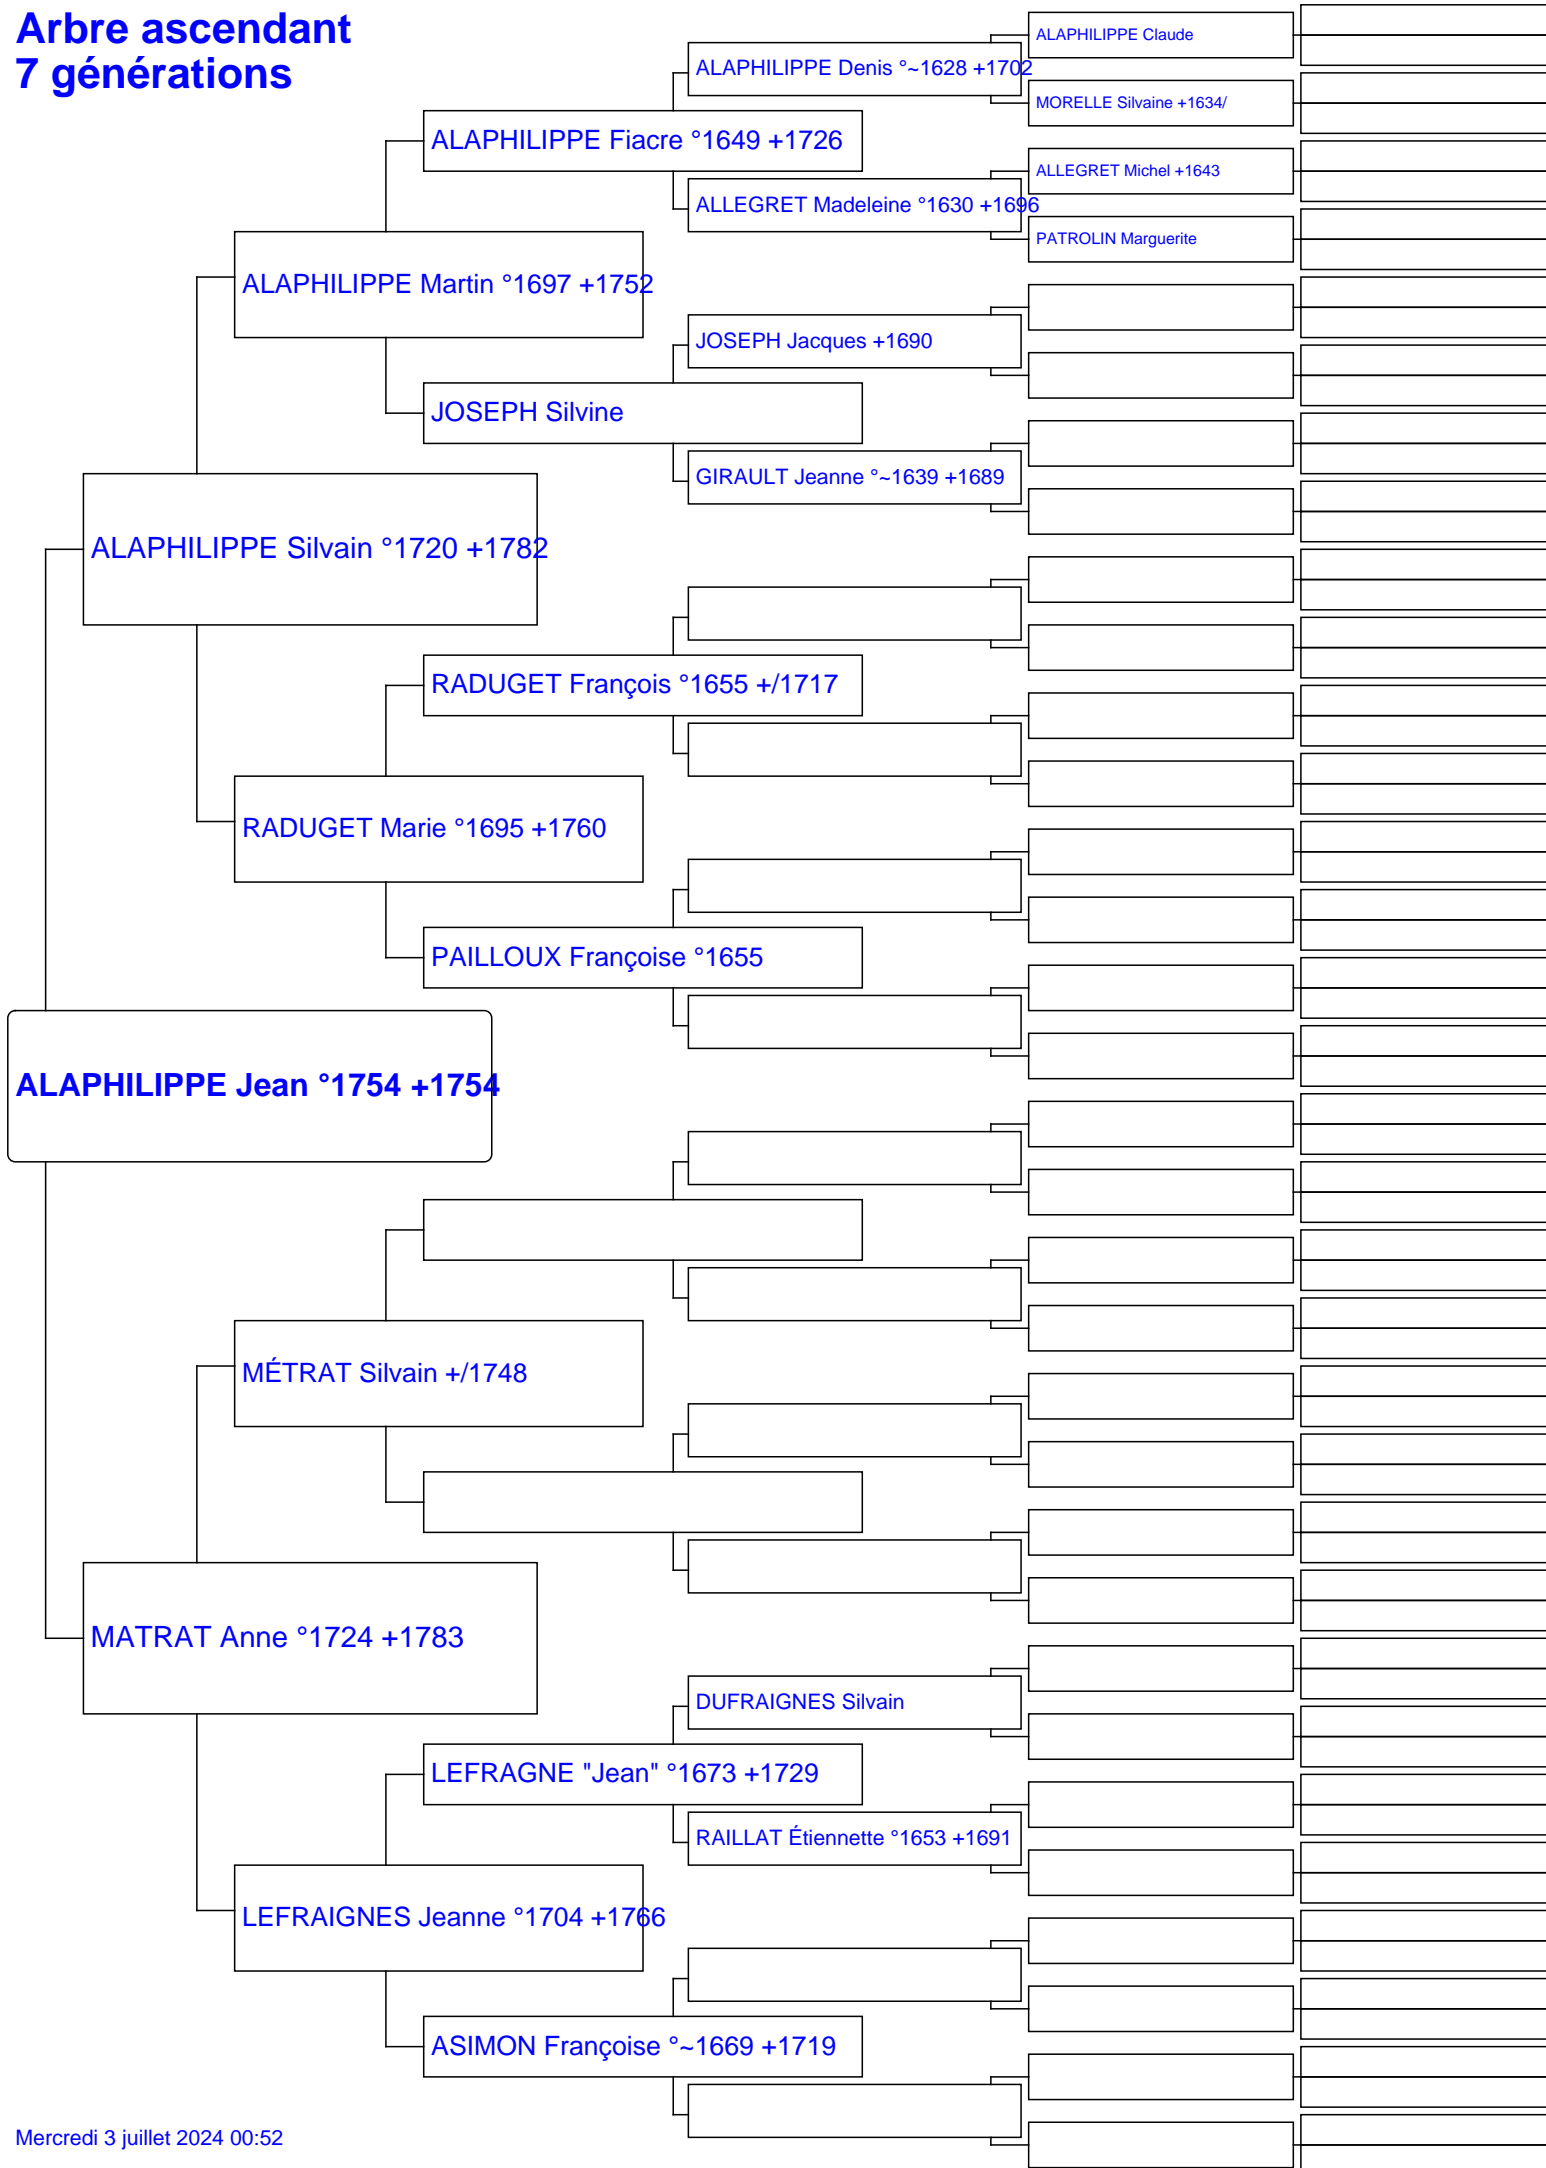 Arbre ascendant
7 générations
ALAPHILIPPE Claude
ALAPHILIPPE Denis °~1628 +1702
MORELLE Silvaine +1634/
ALAPHILIPPE Fiacre °1649 +1726
ALLEGRET Michel +1643
ALLEGRET Madeleine °1630 +1696
PATROLIN Marguerite
ALAPHILIPPE Martin °1697 +1752
JOSEPH Jacques +1690
JOSEPH Silvine
GIRAULT Jeanne °~1639 +1689
ALAPHILIPPE Silvain °1720 +1782
RADUGET François °1655 +/1717
RADUGET Marie °1695 +1760
PAILLOUX Françoise °1655
ALAPHILIPPE Jean °1754 +1754
MÉTRAT Silvain +/1748
MATRAT Anne °1724 +1783
DUFRAIGNES Silvain
LEFRAGNE "Jean" °1673 +1729
RAILLAT Étiennette °1653 +1691
LEFRAIGNES Jeanne °1704 +1766
ASIMON Françoise °~1669 +1719
Mercredi 3 juillet 2024 00:52